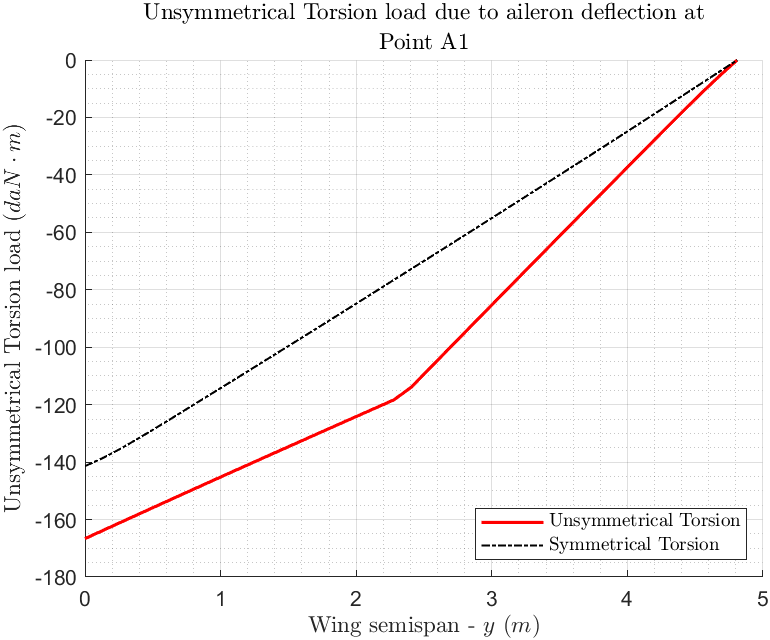 Unsymmetrical Torsion load due to aileron deflection at
Point A1
Unsymmetrical Torsion load (daN · m)
0
-20
-40
-60
-80
-100
-120
-140
-160
-180
0 1 2 3 4 5
Wing semispan - y (m)
Unsymmetrical Torsion
Symmetrical Torsion